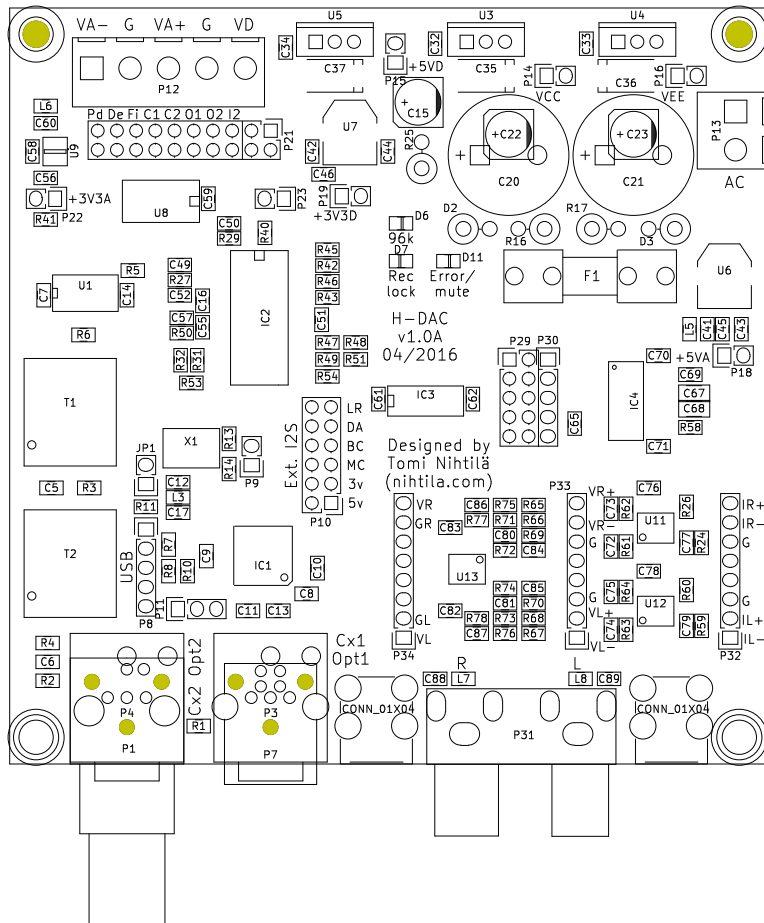 VA- G VA+ G VD
P12
C34
U5
C37
P15
+5VD
C32
U3
C35
P14
VCC
C33
U4
C36
P16
VEE
L6
C60
Pd De Fi C1 C2 O1 O2 I2
P21
C58
U9
U7
C42
C44
C15
R25
C22
C20
C23
C21
P13
AC
C56
C46
P22
+3V3A
R41
U8
C59
P23
P19
+3V3D
C50
R29
R40
D6
96k
D7
Rec
lock
D11
Error/
mute
D2
R16
R17
D3
F1
U6
U1
C7
C14
R5
C49
R27
C52
C16
C57
R50
C55
IC2
R45
R42
R46
R43
C51
R47
R48
R49
R51
R54
H-DAC
v1.0A
04/2016
L5
C41
C45
C43
+5VA
P18
R6
R32
R31
R53
P29
P30
C70
C69
C67
C68
R58
C71
IC4
T1
C61
IC3
C62
C65
X1
R13
R14
P9
Ext. I2S
LR
DA
BC
MC
3v
5v
P10
Designed by
Tomi Nihtilä
(nihtila.com)
JP1
C12
L3
C17
R11
C5
R3
T2
USB
P8
R7
R8
R10
C9
P11
IC1
C10
C8
C11
C13
VR
GR
GL
VL
P34
C86
R77
C83
R75
R71
C80
R72
R65
R66
R69
C84
U13
C82
R78
C87
R74
C81
R73
R76
C85
R70
R68
R67
P33
VR+
VR-
G
G
VL+
VL-
C73
R62
C72
R61
C75
R64
C74
R63
C76
U11
R26
C77
R24
C78
U12
R60
C79
R59
IR+
IR-
G
G
IL+
IL-
P32
R4
C6
R2
P4
P1
Cx2 Opt2
R1
Cx1
Opt1
P3
P7
CONN_01X04
R
C88
L7
L
L8
C89
P31
CONN_01X04